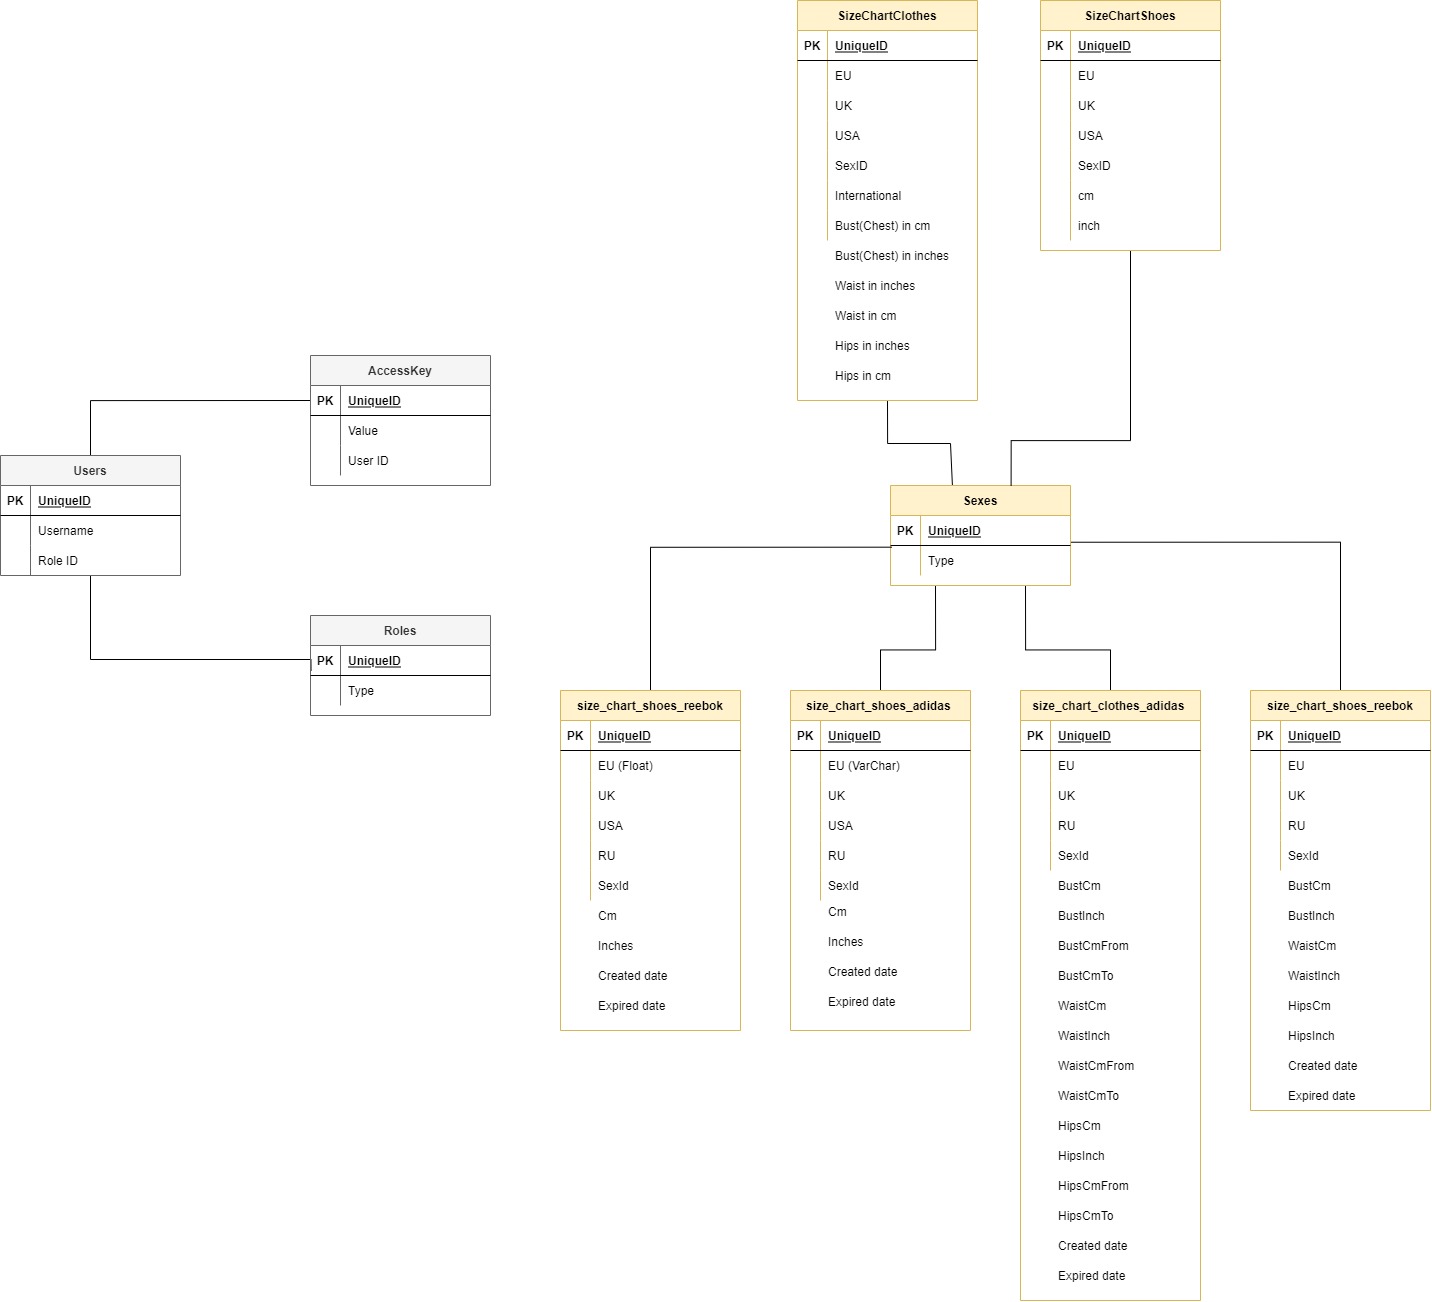 SizeChartClothes
PK UniqueID
EU
UK
USA
SexID
International
Bust(Chest) in cm
Bust(Chest) in inches
Waist in inches
Waist in cm
Hips in inches
Hips in cm
SizeChartShoes
PK UniqueID
EU
UK
USA
SexID
cm
inch
AccessKey
PK UniqueID
Value
User ID
Users
PK UniqueID
Username
Role ID
Roles
PK UniqueID
Type
Sexes
PK UniqueID
Type
size_chart_shoes_reebok
PK UniqueID
EU (Float)
UK
USA
RU
SexId
Cm
Inches
Created date
Expired date
size_chart_shoes_adidas
PK UniqueID
EU (VarChar)
UK
USA
RU
SexId
Cm
Inches
Created date
Expired date
size_chart_clothes_adidas
PK UniqueID
EU
UK
RU
SexId
BustCm
BustInch
BustCmFrom
BustCmTo
WaistCm
WaistInch
WaistCmFrom
WaistCmTo
HipsCm
HipsInch
HipsCmFrom
HipsCmTo
Created date
Expired date
size_chart_shoes_reebok
PK UniqueID
EU
UK
RU
SexId
BustCm
BustInch
WaistCm
WaistInch
HipsCm
HipsInch
Created date
Expired date